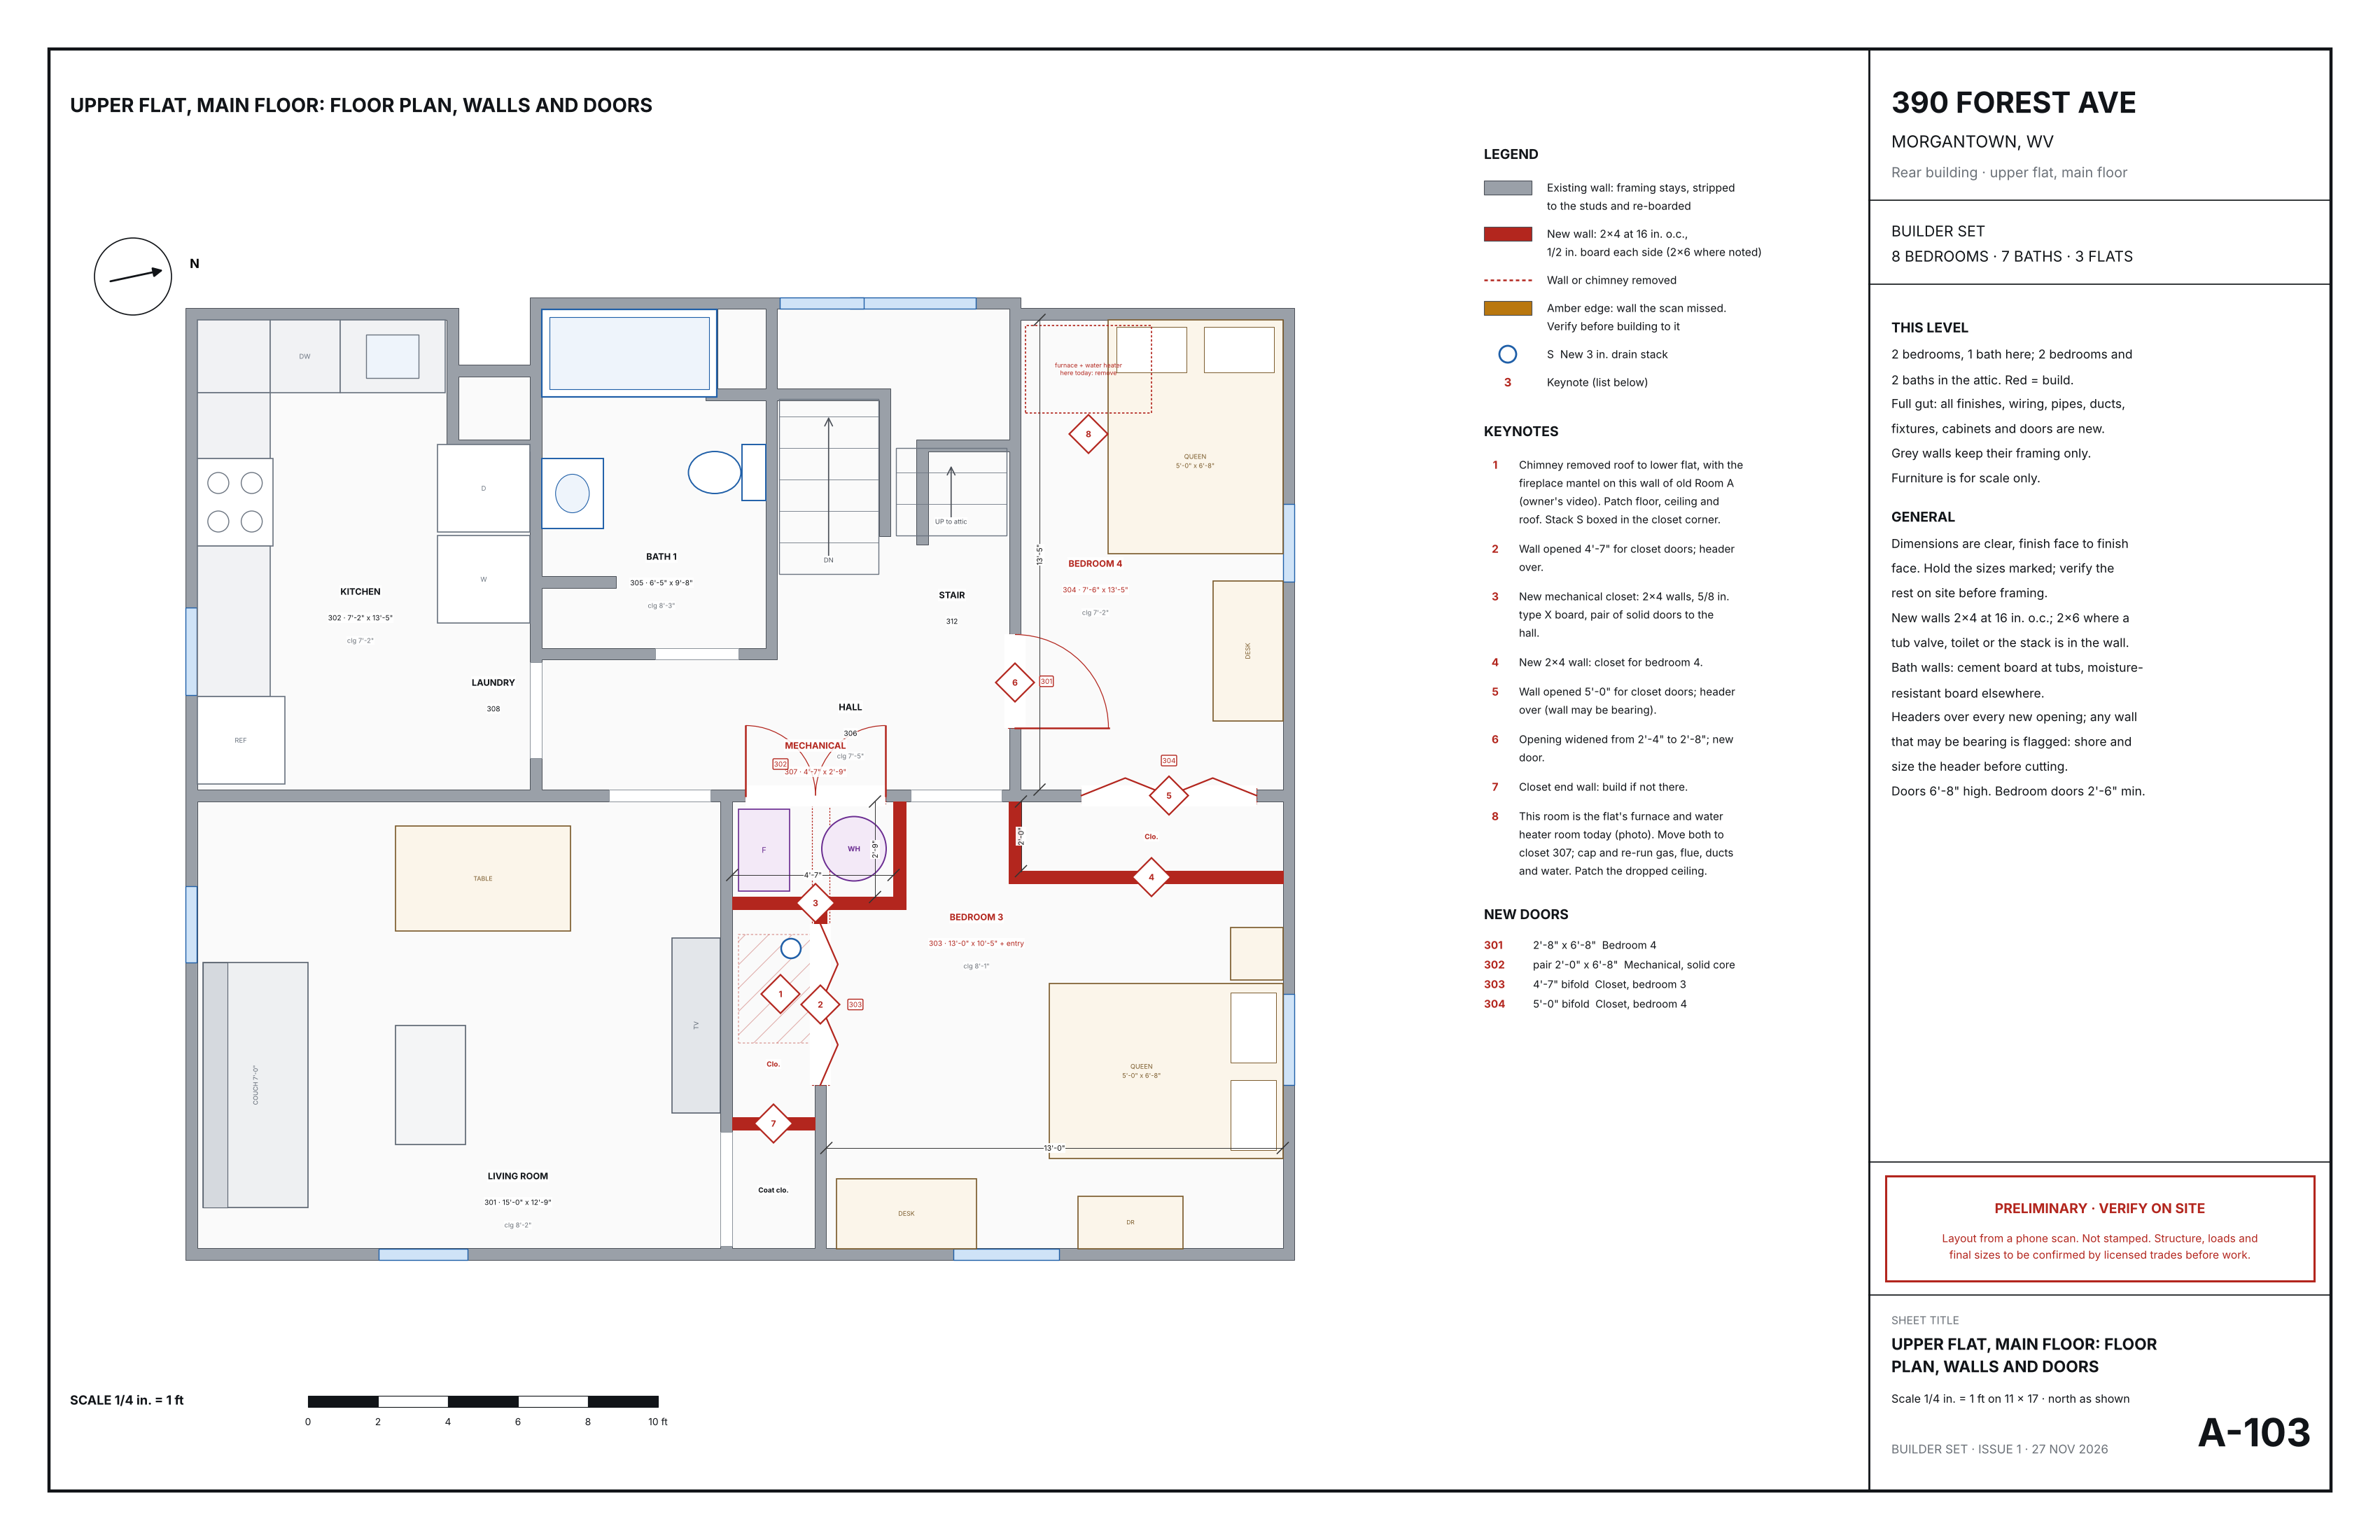 UPPER FLAT, MAIN FLOOR: FLOOR PLAN, WALLS AND DOORS
N
DW
D
W
REF
KITCHEN
302 · 7'-2" x 13'-5"
clg 7'-2"
LAUNDRY
308
BATH 1
305 · 6'-5" x 9'-8"
clg 8'-3"
DN
UP to attic
STAIR
312
HALL
306
clg 7'-5"
MECHANICAL
302
307 · 4'-7" x 2'-9"
furnace + water heater
here today: remove
8
QUEEN
5'-0" x 6'-8"
13'-5"
BEDROOM 4
304 · 7'-6" x 13'-5"
clg 7'-2"
DESK
6
301
304
5
Clo.
2'-0"
4
F
WH
2'-9"
4'-7"
3
BEDROOM 3
303 · 13'-0" x 10'-5" + entry
clg 8'-1"
1
2
303
Clo.
7
Coat clo.
QUEEN
5'-0" x 6'-8"
13'-0"
DESK
DR
TABLE
TV
COUCH 7'-0"
LIVING ROOM
301 · 15'-0" x 12'-9"
clg 8'-2"
SCALE 1/4 in. = 1 ft
0 2 4 6 8 10 ft
LEGEND
Existing wall: framing stays, stripped
to the studs and re-boarded
New wall: 2×4 at 16 in. o.c.,
1/2 in. board each side (2×6 where noted)
Wall or chimney removed
Amber edge: wall the scan missed.
Verify before building to it
S New 3 in. drain stack
3 Keynote (list below)
KEYNOTES
1 Chimney removed roof to lower flat, with the
fireplace mantel on this wall of old Room A
(owner's video). Patch floor, ceiling and
roof. Stack S boxed in the closet corner.
2 Wall opened 4'-7" for closet doors; header
over.
3 New mechanical closet: 2×4 walls, 5/8 in.
type X board, pair of solid doors to the
hall.
4 New 2×4 wall: closet for bedroom 4.
5 Wall opened 5'-0" for closet doors; header
over (wall may be bearing).
6 Opening widened from 2'-4" to 2'-8"; new
door.
7 Closet end wall: build if not there.
8 This room is the flat's furnace and water
heater room today (photo). Move both to
closet 307; cap and re-run gas, flue, ducts
and water. Patch the dropped ceiling.
NEW DOORS
301 2'-8" x 6'-8" Bedroom 4
302 pair 2'-0" x 6'-8" Mechanical, solid core
303 4'-7" bifold Closet, bedroom 3
304 5'-0" bifold Closet, bedroom 4
390 FOREST AVE
MORGANTOWN, WV
Rear building · upper flat, main floor
BUILDER SET
8 BEDROOMS · 7 BATHS · 3 FLATS
THIS LEVEL
2 bedrooms, 1 bath here; 2 bedrooms and
2 baths in the attic. Red = build.
Full gut: all finishes, wiring, pipes, ducts,
fixtures, cabinets and doors are new.
Grey walls keep their framing only.
Furniture is for scale only.
GENERAL
Dimensions are clear, finish face to finish
face. Hold the sizes marked; verify the
rest on site before framing.
New walls 2×4 at 16 in. o.c.; 2×6 where a
tub valve, toilet or the stack is in the wall.
Bath walls: cement board at tubs, moisture-
resistant board elsewhere.
Headers over every new opening; any wall
that may be bearing is flagged: shore and
size the header before cutting.
Doors 6'-8" high. Bedroom doors 2'-6" min.
PRELIMINARY · VERIFY ON SITE
Layout from a phone scan. Not stamped. Structure, loads and
final sizes to be confirmed by licensed trades before work.
SHEET TITLE
UPPER FLAT, MAIN FLOOR: FLOOR
PLAN, WALLS AND DOORS
Scale 1/4 in. = 1 ft on 11 × 17 · north as shown
BUILDER SET · ISSUE 1 · 27 NOV 2026
A-103